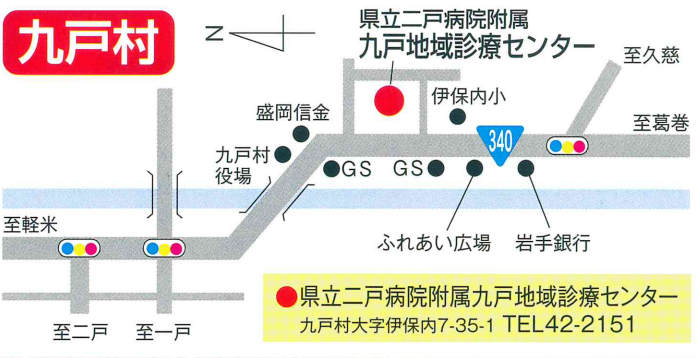 九戸村
N
県立二戸病院附属
九戸地域診療センター
至久慈
伊保内小
盛岡信金
至葛巻
340
九戸村
役場
GS
GS
至軽米
ふれあい広場
岩手銀行
県立二戸病院附属九戸地域診療センター
九戸村大字伊保内7-35-1 TEL42-2151
至二戸
至一戸